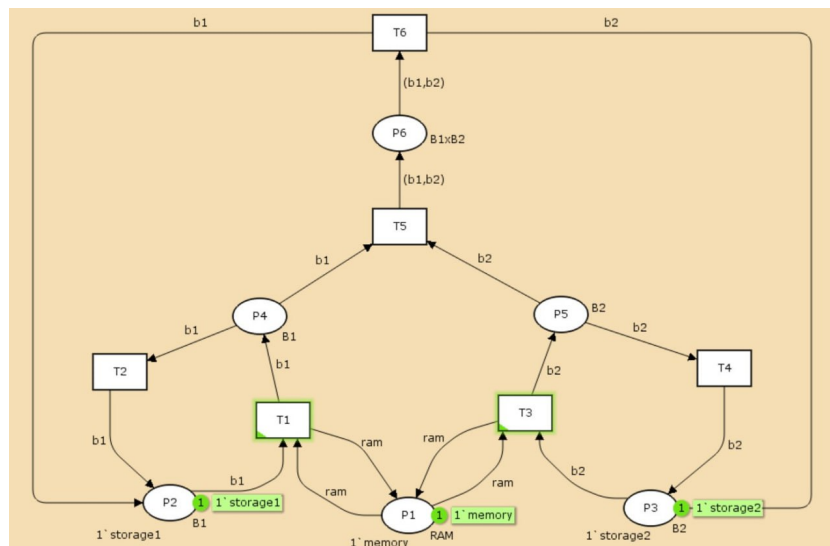 b1
T6
b2
(b1,b2)
P6
B1xB2
(b1,b2)
T5
b1
b2
P4
B1
P5
B2
b1
b2
T2
b1
b2
T4
T1
T3
b1
ram
ram
b2
b1
ram
ram
b2
P2
1
1`storage1
B1
1`storage1
P1
1
1`memory
RAM
1`memory
P3
1
1`storage2
B2
1`storage2